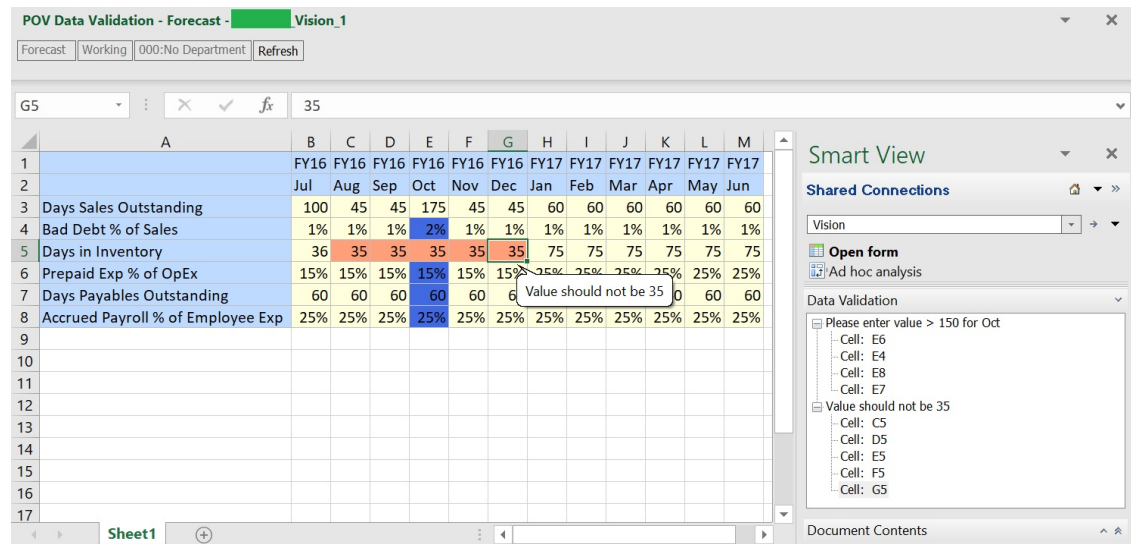 POV Data Validation - Forecast - _Vision_1
Forecast Working 000:No Department Refresh
G5 fx 35
A B C D E F G H I J K L M
1 FY16 FY16 FY16 FY16 FY16 FY16 FY17 FY17 FY17 FY17 FY17 FY17
2 Jul Aug Sep Oct Nov Dec Jan Feb Mar Apr May Jun
3 Days Sales Outstanding 100 45 45 175 45 45 60 60 60 60 60 60
4 Bad Debt % of Sales 1% 1% 1% 2% 1% 1% 1% 1% 1% 1% 1% 1%
5 Days in Inventory 36 35 35 35 35 35 75 75 75 75 75 75
6 Prepaid Exp % of OpEx 15% 15% 15% 15% 15% 15% 25% 25% 25% 25% 25% 25%
Value should not be 35
7 Days Payables Outstanding 60 60 60 60 60 6 0 60 60
8 Accrued Payroll % of Employee Exp 25% 25% 25% 25% 25% 25% 25% 25% 25% 25% 25% 25%
9
10
11
12
13
14
15
16
17
Sheet1
Smart View
Shared Connections
Vision
Open form
Ad hoc analysis
Data Validation
Please enter value > 150 for Oct
Cell: E6
Cell: E4
Cell: E8
Cell: E7
Value should not be 35
Cell: C5
Cell: D5
Cell: E5
Cell: F5
Cell: G5
Document Contents